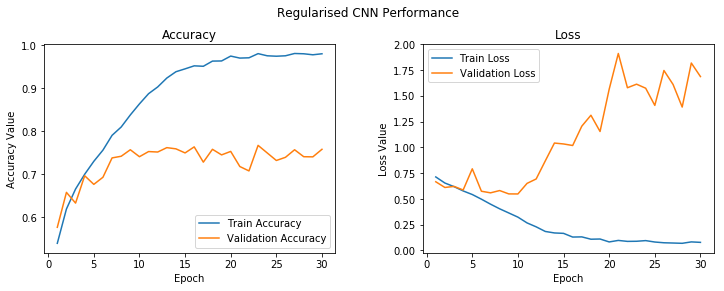 Regularised CNN Performance
Accuracy
Accuracy Value
1.0
0.9
0.8
0.7
0.6
0 5 10 15 20 25 30
Epoch
Train Accuracy
Validation Accuracy
Loss
Loss Value
2.00
1.75
1.50
1.25
1.00
0.75
0.50
0.25
0.00
0 5 10 15 20 25 30
Epoch
Train Loss
Validation Loss